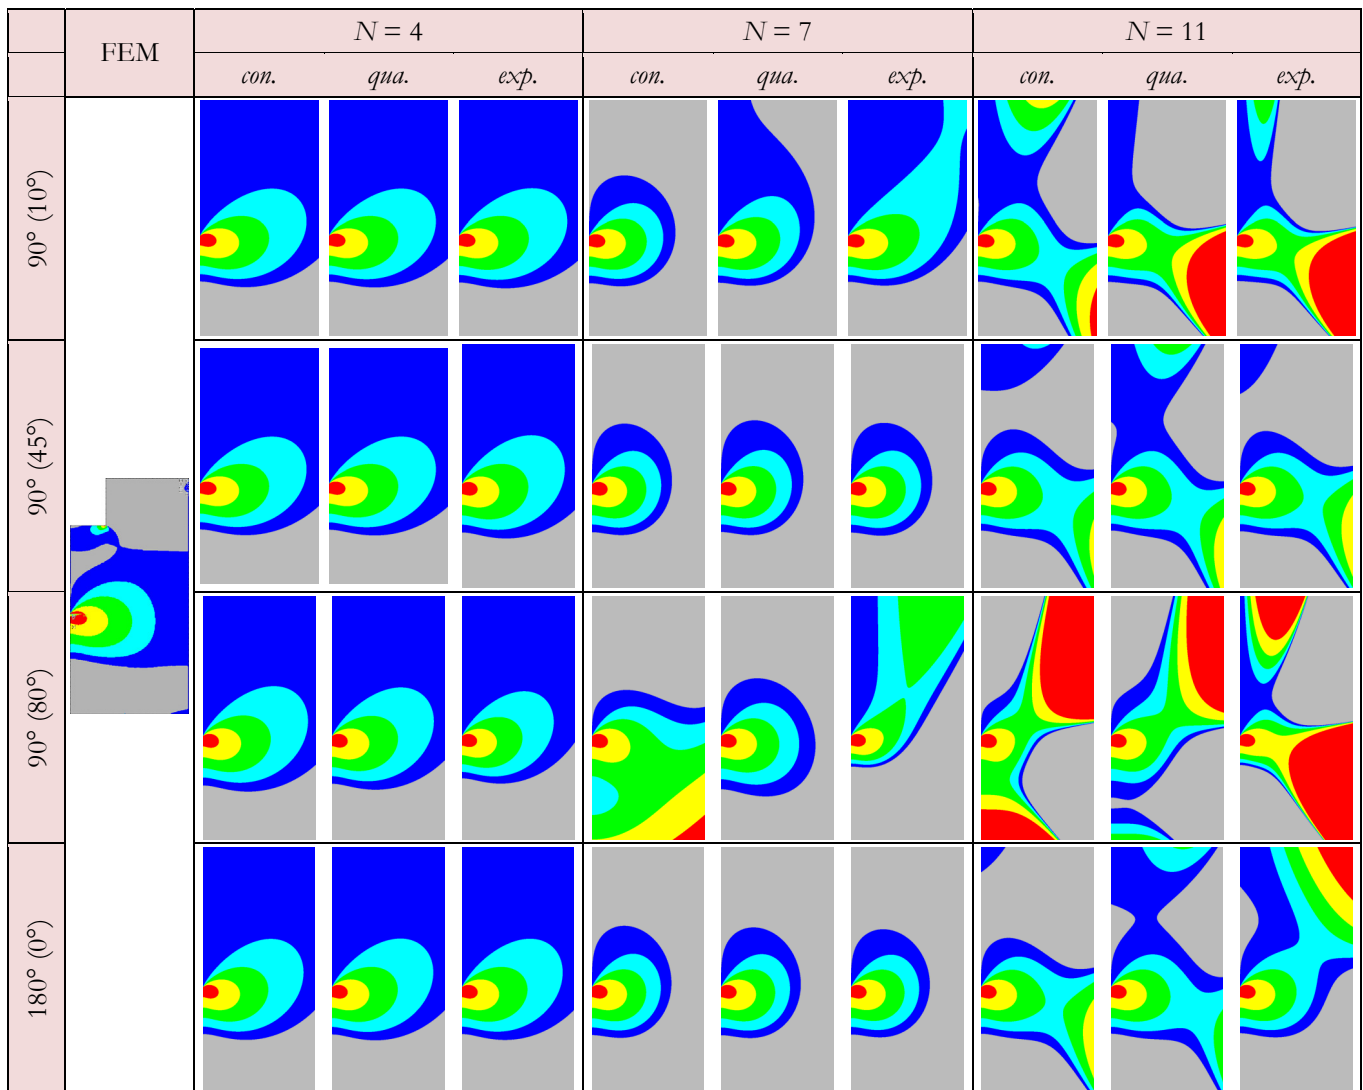 FEM
N = 4
N = 7
N = 11
con.
qua.
exp.
con.
qua.
exp.
con.
qua.
exp.
90° (10°)
90° (45°)
90° (80°)
180° (0°)